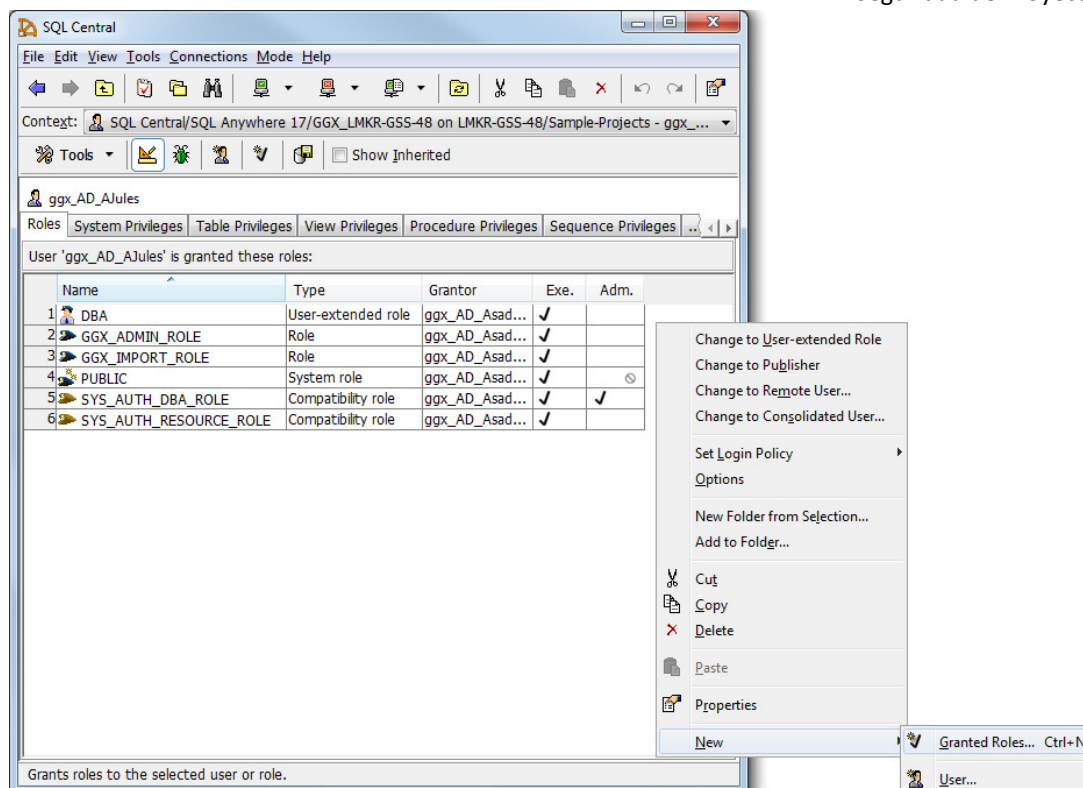 SQL Central
File Edit View Tools Connections Mode Help
Context: SQL Central/SQL Anywhere 17/GGX_LMKR-GSS-48 on LMKR-GSS-48/Sample-Projects - ggx_...
Tools Show Inherited
ggx_AD_AJules
Roles System Privileges Table Privileges View Privileges Procedure Privileges Sequence Privileges ...
User 'ggx_AD_AJules' is granted these roles:
Name Type Grantor Exe. Adm.
1 DBA User-extended role ggx_AD_Asad...
2 GGX_ADMIN_ROLE Role ggx_AD_Asad...
3 GGX_IMPORT_ROLE Role ggx_AD_Asad...
4 PUBLIC System role ggx_AD_Asad...
5 SYS_AUTH_DBA_ROLE Compatibility role ggx_AD_Asad...
6 SYS_AUTH_RESOURCE_ROLE Compatibility role ggx_AD_Asad...
Grants roles to the selected user or role.
Change to User-extended Role
Change to Publisher
Change to Remote User...
Change to Consolidated User...
Set Login Policy
Options
New Folder from Selection...
Add to Folder...
Cut
Copy
Delete
Paste
Properties
New
Granted Roles... Ctrl+N
User...